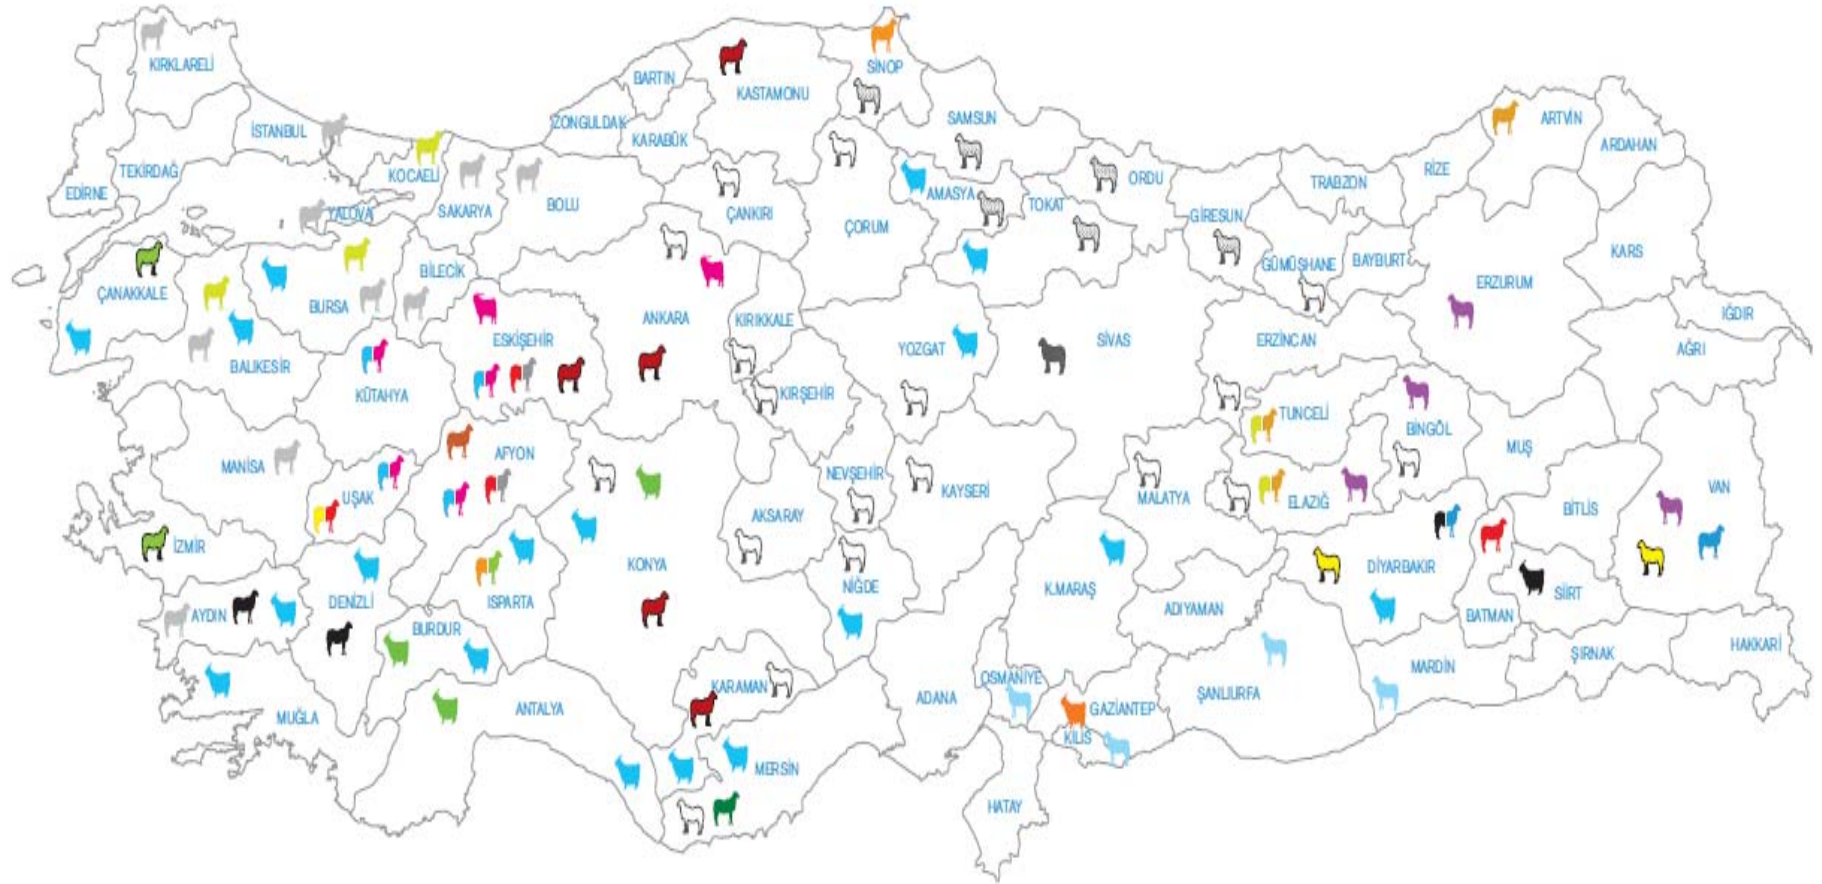 KIRKLARELİ
EDİRNE
TEKİRDAĞ
İSTANBUL
KOCAELİ
YALOVA
SAKARYA
BOLU
ZONGULDAK
BARTIN
KARABÜK
KASTAMONU
SİNOP
SAMSUN
ÇANKIRI
ÇORUM
AMASYA
TOKAT
ORDU
GİRESUN
TRABZON
RİZE
ARTVİN
ARDAHAN
GÜMÜŞHANE
BAYBURT
ERZURUM
KARS
IĞDIR
AĞRI
ÇANAKKALE
BALIKESİR
BURSA
BİLECİK
ESKİŞEHİR
KÜTAHYA
ANKARA
KIRIKKALE
KIRŞEHİR
YOZGAT
SİVAS
ERZİNCAN
TUNCELİ
BİNGÖL
MUŞ
MANİSA
UŞAK
AFYON
NEVŞEHİR
KAYSERİ
MALATYA
ELAZIĞ
BİTLİS
VAN
İZMİR
AYDIN
DENİZLİ
ISPARTA
BURDUR
KONYA
AKSARAY
NİĞDE
K.MARAŞ
ADIYAMAN
DİYARBAKIR
BATMAN
SİİRT
MUĞLA
ANTALYA
KARAMAN
MERSİN
ADANA
OSMANİYE
GAZİANTEP
KİLİS
HATAY
ŞANLIURFA
MARDİN
ŞIRNAK
HAKKARİ